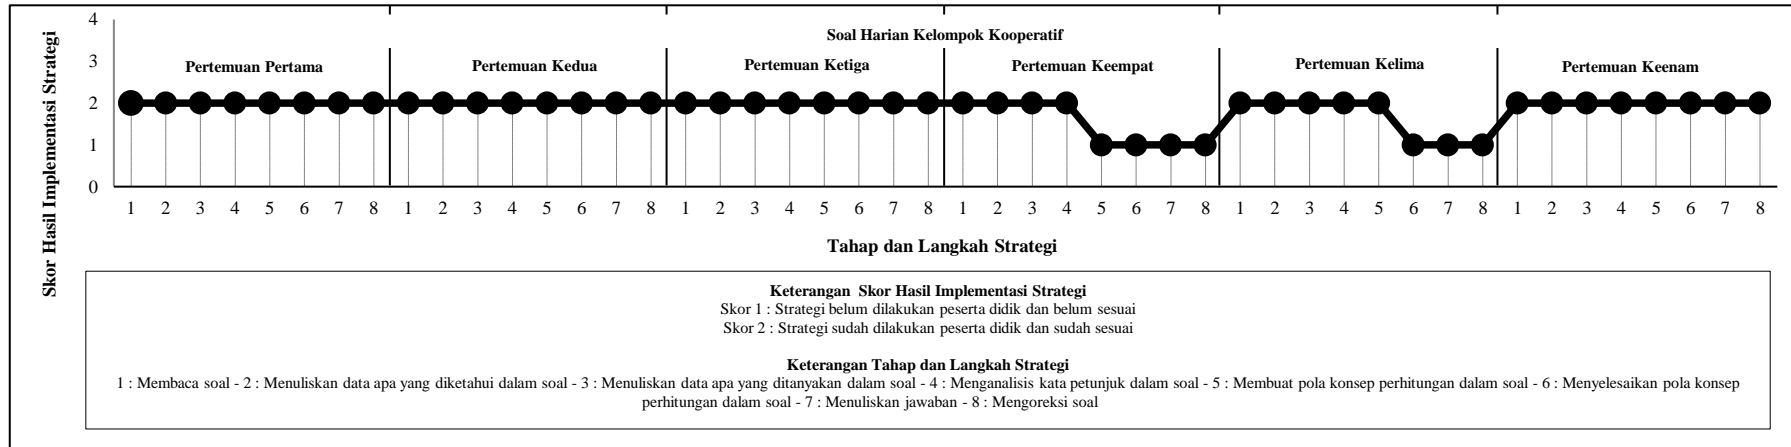 Skor Hasil Implementasi Strategi
4
3
2
1
0
Soal Harian Kelompok Kooperatif
Pertemuan Pertama
Pertemuan Kedua
Pertemuan Ketiga
Pertemuan Keempat
Pertemuan Kelima
Pertemuan Keenam
1 2 3 4 5 6 7 8 1 2 3 4 5 6 7 8 1 2 3 4 5 6 7 8 1 2 3 4 5 6 7 8 1 2 3 4 5 6 7 8 1 2 3 4 5 6 7 8
Tahap dan Langkah Strategi
Keterangan Skor Hasil Implementasi Strategi
Skor 1 : Strategi belum dilakukan peserta didik dan belum sesuai
Skor 2 : Strategi sudah dilakukan peserta didik dan sudah sesuai
Keterangan Tahap dan Langkah Strategi
1 : Membaca soal - 2 : Menuliskan data apa yang diketahui dalam soal - 3 : Menuliskan data apa yang ditanyakan dalam soal - 4 : Menganalisis kata petunjuk dalam soal - 5 : Membuat pola konsep perhitungan dalam soal - 6 : Menyelesaikan pola konsep
perhitungan dalam soal - 7 : Menuliskan jawaban - 8 : Mengoreksi soal